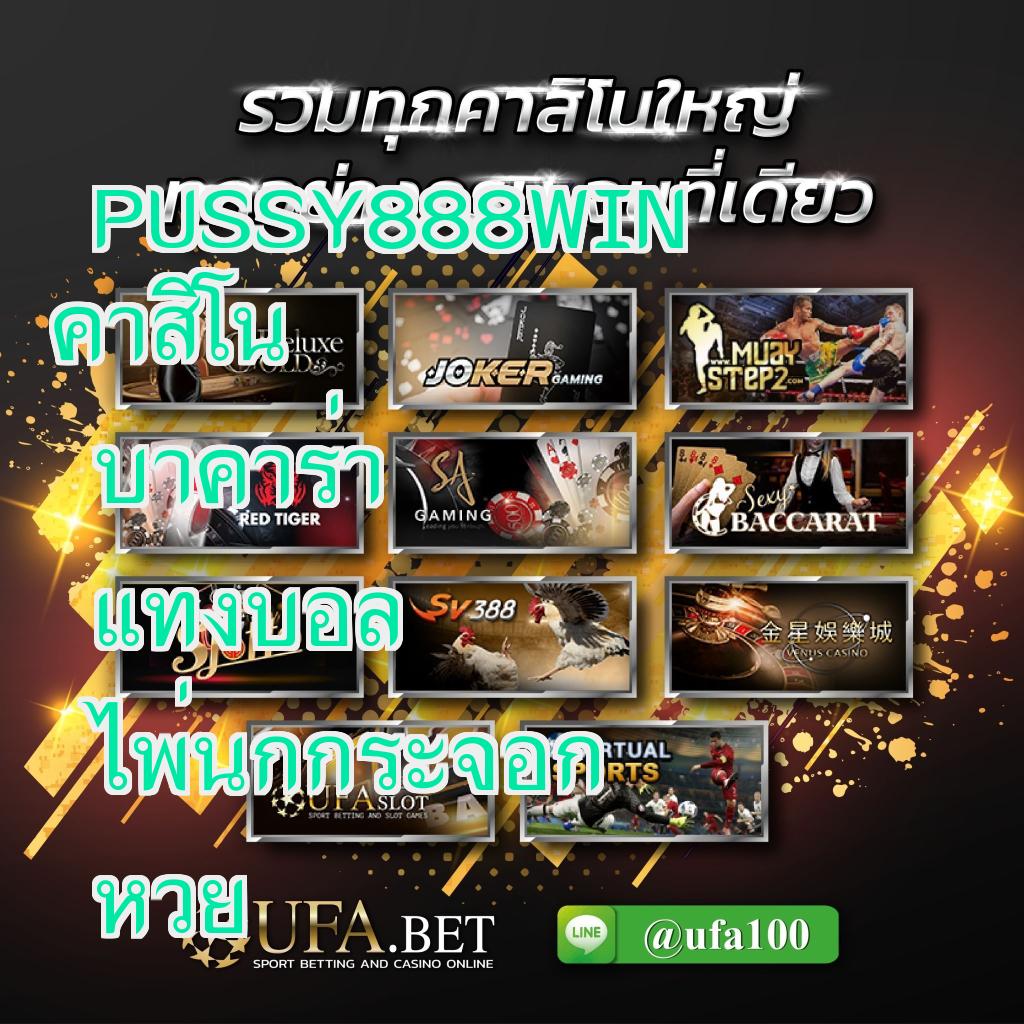 รวมทุกคาสิโนใหญ่
ที่เดียว
PUSSY888WIN
คาสิโน
Deluxe
JOKER GAMING
WWW.MUAY
STEP2.COM
บาคาร่า
RED TIGER
SA
GAMING
Sexy
BACCARAT
แทงบอล
SV388
金星娛樂城
VENUS CASINO
ไพ่นกกระจอก
UFASLOT
SPORT BETTING AND SLOT GAMES
SPORTS
หวย
UFA.BET
SPORT BETTING AND CASINO ONLINE
LINE
@ufa100